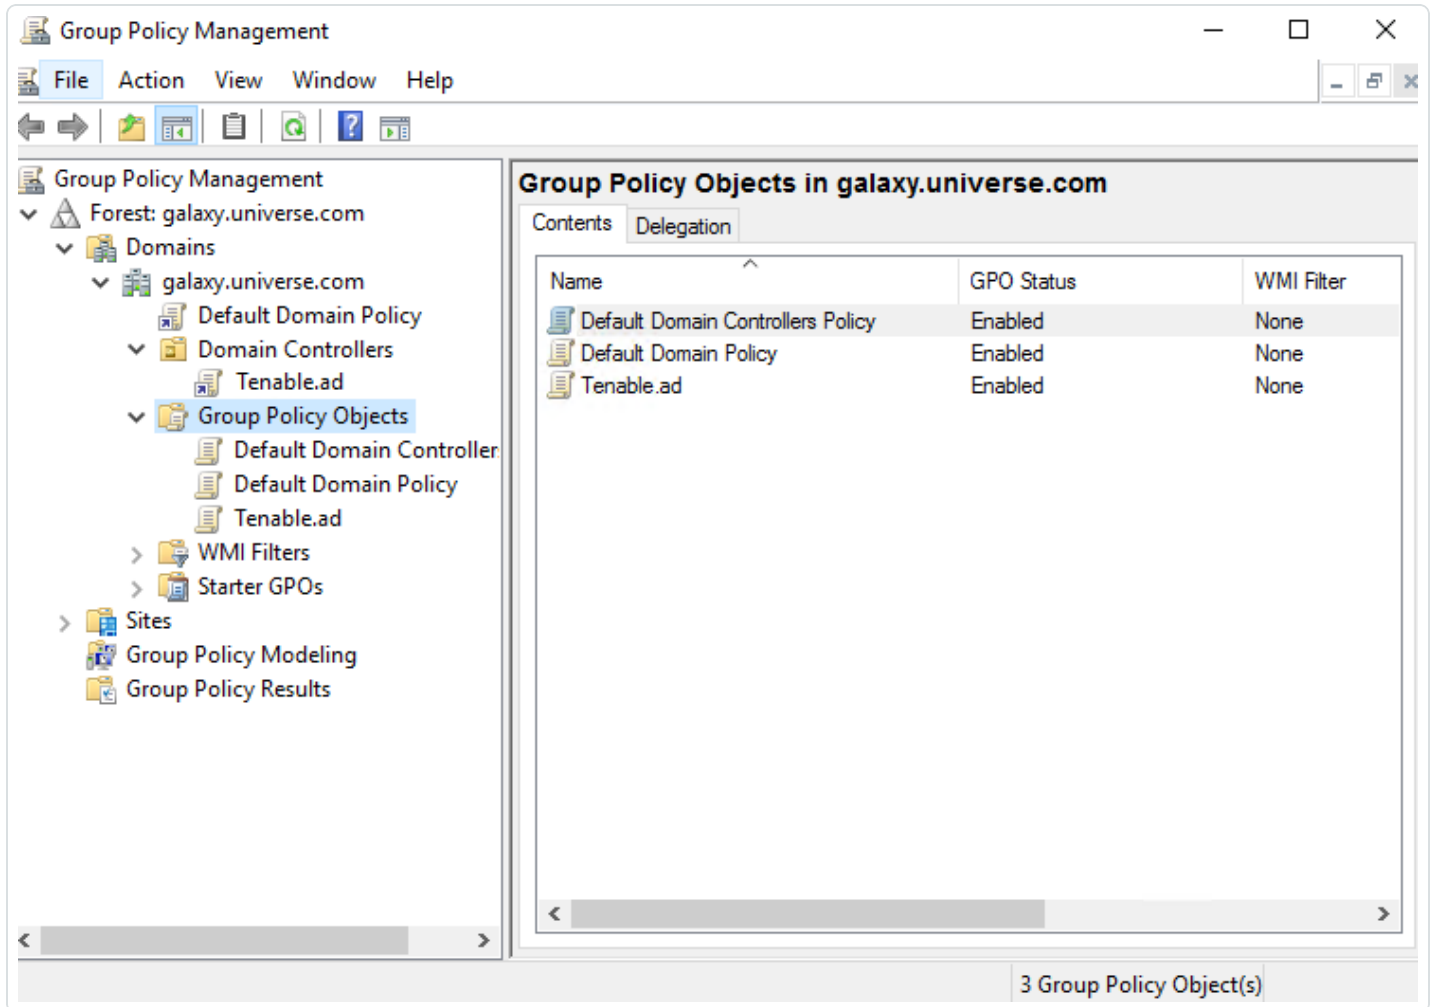 Group Policy Management
File Action View Window Help
Group Policy Management
Forest: galaxy.universe.com
Domains
galaxy.universe.com
Default Domain Policy
Domain Controllers
Tenable.ad
Group Policy Objects
Default Domain Controller
Default Domain Policy
Tenable.ad
WMI Filters
Starter GPOs
Sites
Group Policy Modeling
Group Policy Results
Group Policy Objects in galaxy.universe.com
Contents Delegation
Name GPO Status WMI Filter
Default Domain Controllers Policy Enabled None
Default Domain Policy Enabled None
Tenable.ad Enabled None
3 Group Policy Object(s)